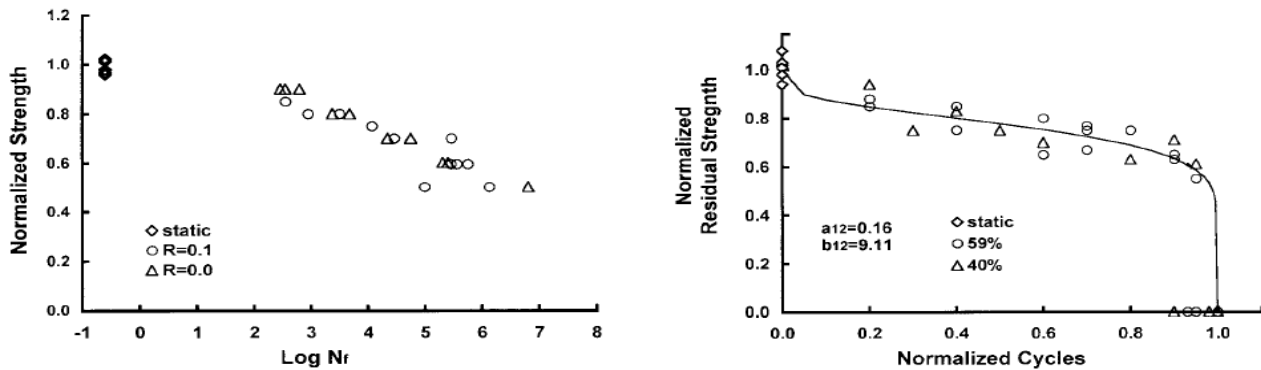 1.2
1.0
0.8
0.6
0.4
0.2
0.0
Normalized Strength
static
R=0.1
R=0.0
-1 0 1 2 3 4 5 6 7 8
Log Nf
1.0
0.8
0.6
0.4
0.2
0.0
Normalized
Residual Stregnth
a12=0.16
b12=9.11
static
59%
40%
0.0 0.2 0.4 0.6 0.8 1.0
Normalized Cycles